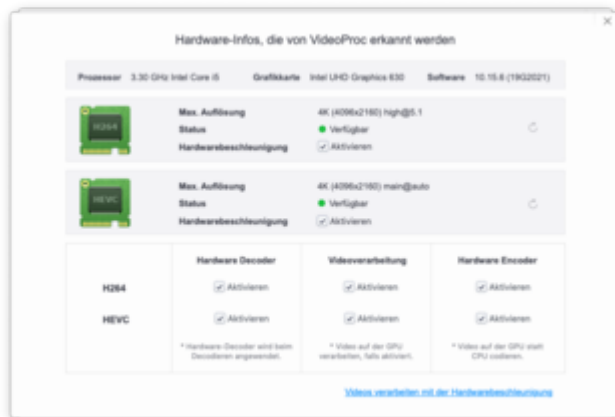 Hardware-Infos, die von VideoProc erkannt werden
Prozessor 3.30 GHz Intel Core i5 Grafikkarte Intel UHD Graphics 630 Software 10.15.6 (19G2021)
H264
Max. Auflösung 4K (4096x2160) high@5.1
Status Verfügbar
Hardwarebeschleunigung Aktivieren
HEVC
Max. Auflösung 4K (4096x2160) main@auto
Status Verfügbar
Hardwarebeschleunigung Aktivieren
Hardware Decoder Videoverarbeitung Hardware Encoder
H264 Aktivieren Aktivieren Aktivieren
HEVC Aktivieren Aktivieren Aktivieren
* Hardware-Decoder wird beim * Video auf der GPU * Video auf der GPU statt
Decodieren angewendet. verarbeiten, falls aktiviert. CPU codieren.
Videos verarbeiten mit der Hardwarebeschleunigung